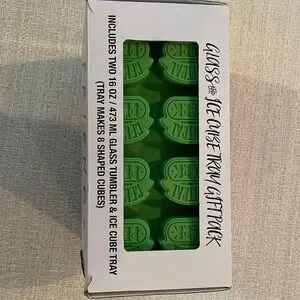 GLASS AND ICE CUBE TRAY GIFT PACK
INCLUDES TWO 16 OZ / 473 ML GLASS TUMBLER & ICE CUBE TRAY
(TRAY MAKES 8 SHAPED CUBES)